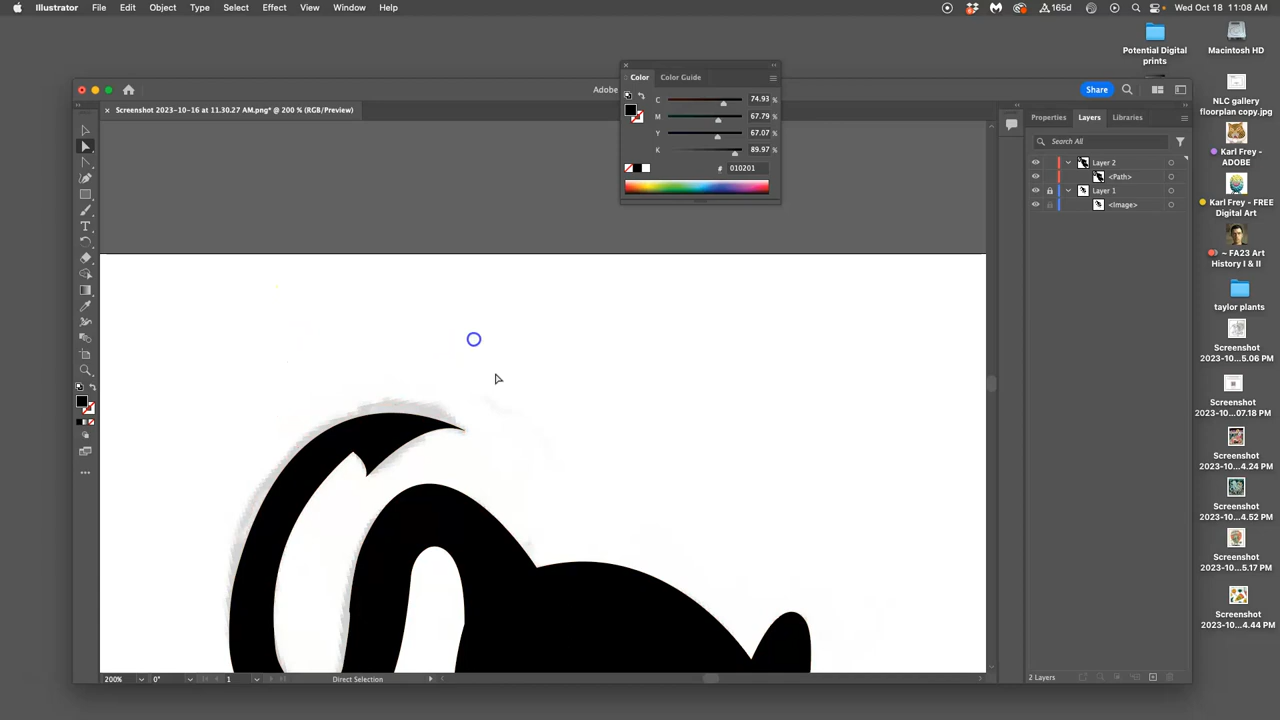 Illustrator File Edit Object Type Select Effect View Window Help
165d
Wed Oct 18 11:08 AM
Potential Digital
prints
Macintosh HD
Color Color Guide
C 74.93 %
M 67.79 %
Y 67.07 %
K 89.97 %
# 010201
Adobe
Share
× Screenshot 2023-10-16 at 11.30.27 AM.png* @ 200 % (RGB/Preview)
Properties Layers Libraries
Search All
Layer 2
<Path>
Layer 1
<Image>
NLC gallery
floorplan copy.jpg
Karl Frey -
ADOBE
Karl Frey - FREE
Digital Art
~ FA23 Art
History I & II
taylor plants
Screenshot
2023-10...5.06 PM
Screenshot
2023-10...07.18 PM
Screenshot
2023-10...4.24 PM
Screenshot
2023-10...4.52 PM
Screenshot
2023-10...5.17 PM
Screenshot
2023-10...4.44 PM
200% 0° 1 Direct Selection
2 Layers